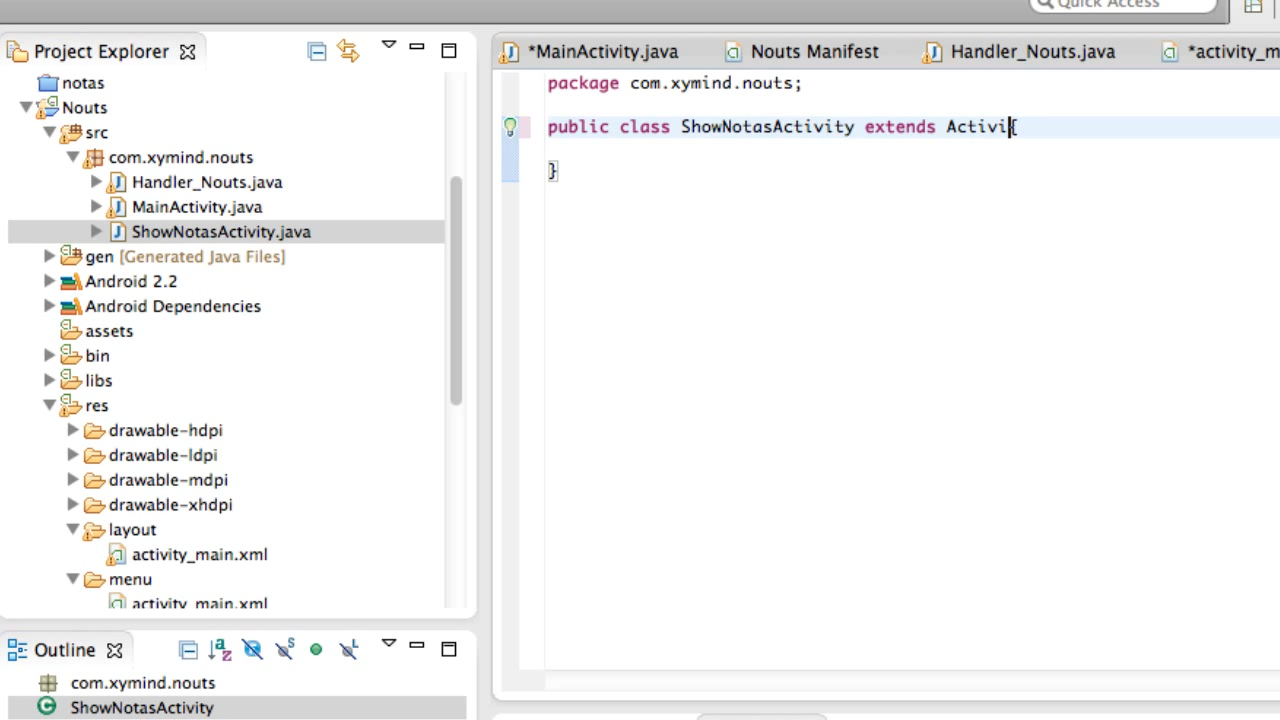 Quick Access
Project Explorer
notas
Nouts
src
com.xymind.nouts
Handler_Nouts.java
MainActivity.java
ShowNotasActivity.java
gen [Generated Java Files]
Android 2.2
Android Dependencies
assets
bin
libs
res
drawable-hdpi
drawable-ldpi
drawable-mdpi
drawable-xhdpi
layout
activity_main.xml
menu
activity_main.xml
Outline
com.xymind.nouts
ShowNotasActivity
*MainActivity.java Nouts Manifest Handler_Nouts.java *activity_m
package com.xymind.nouts;
public class ShowNotasActivity extends Activi{
}